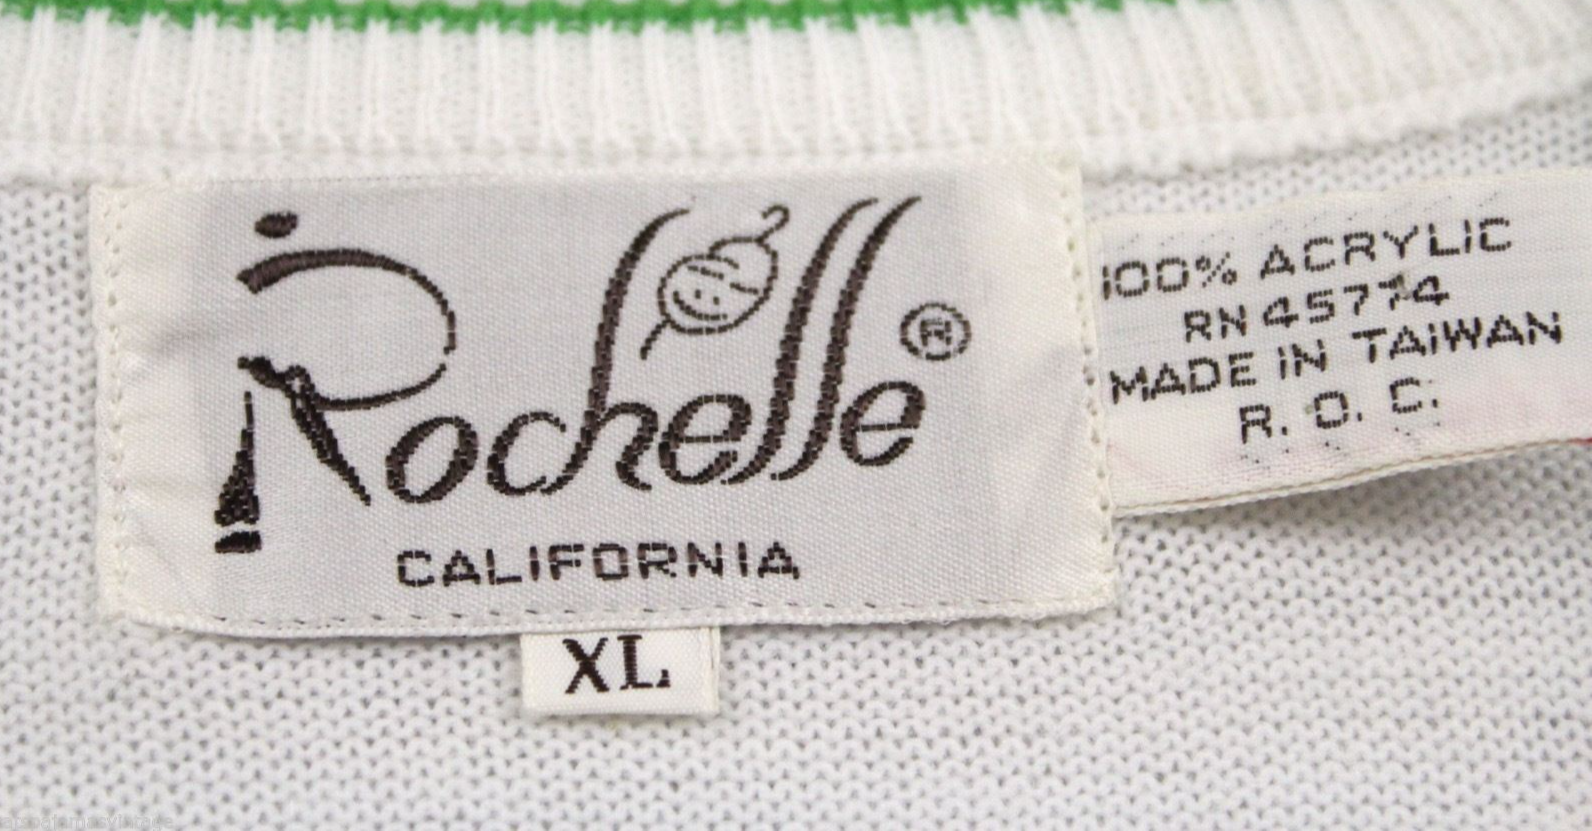 Rochelle ®
CALIFORNIA
XL
100% ACRYLIC
RN 45774
MADE IN TAIWAN
R. O. C.